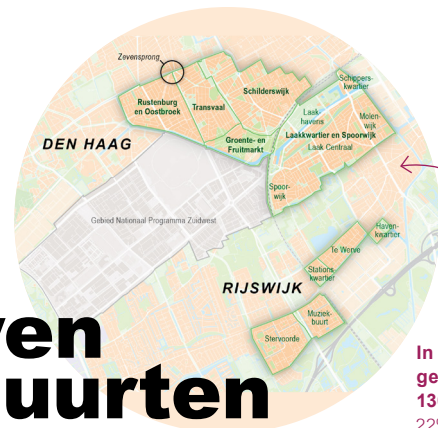 Zevensprong
Schippers-
kwartier
Schilderswijk
Rustenburg
en Oostbroek
Transvaal
Laak-
havens
Molen-
wijk
Laakkwartier en Spoorwijk
Laak Centraal
DEN HAAG
Groente- en
Fruitmarkt
Spoor-
wijk
Gebied Nationaal Programma Zuidwest
Haven-
kwartier
Te Werve
Stations-
kwartier
RIJSWIJK
Muziek-
buurt
Stervoorde
ven
uurten
In
ge
13
22